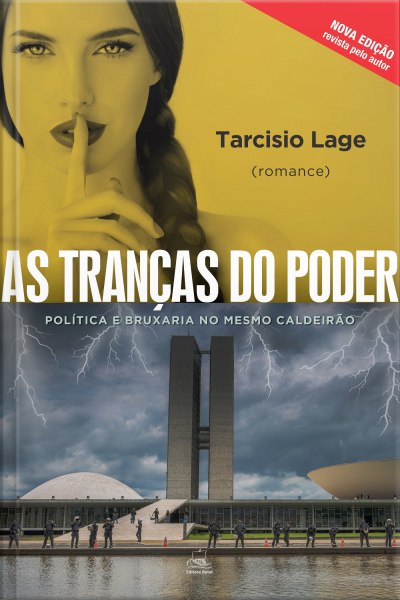 NOVA EDIÇÃO
revista pelo autor
Tarcisio Lage
(romance)
AS TRANÇAS DO PODER
POLÍTICA E BRUXARIA NO MESMO CALDEIRÃO